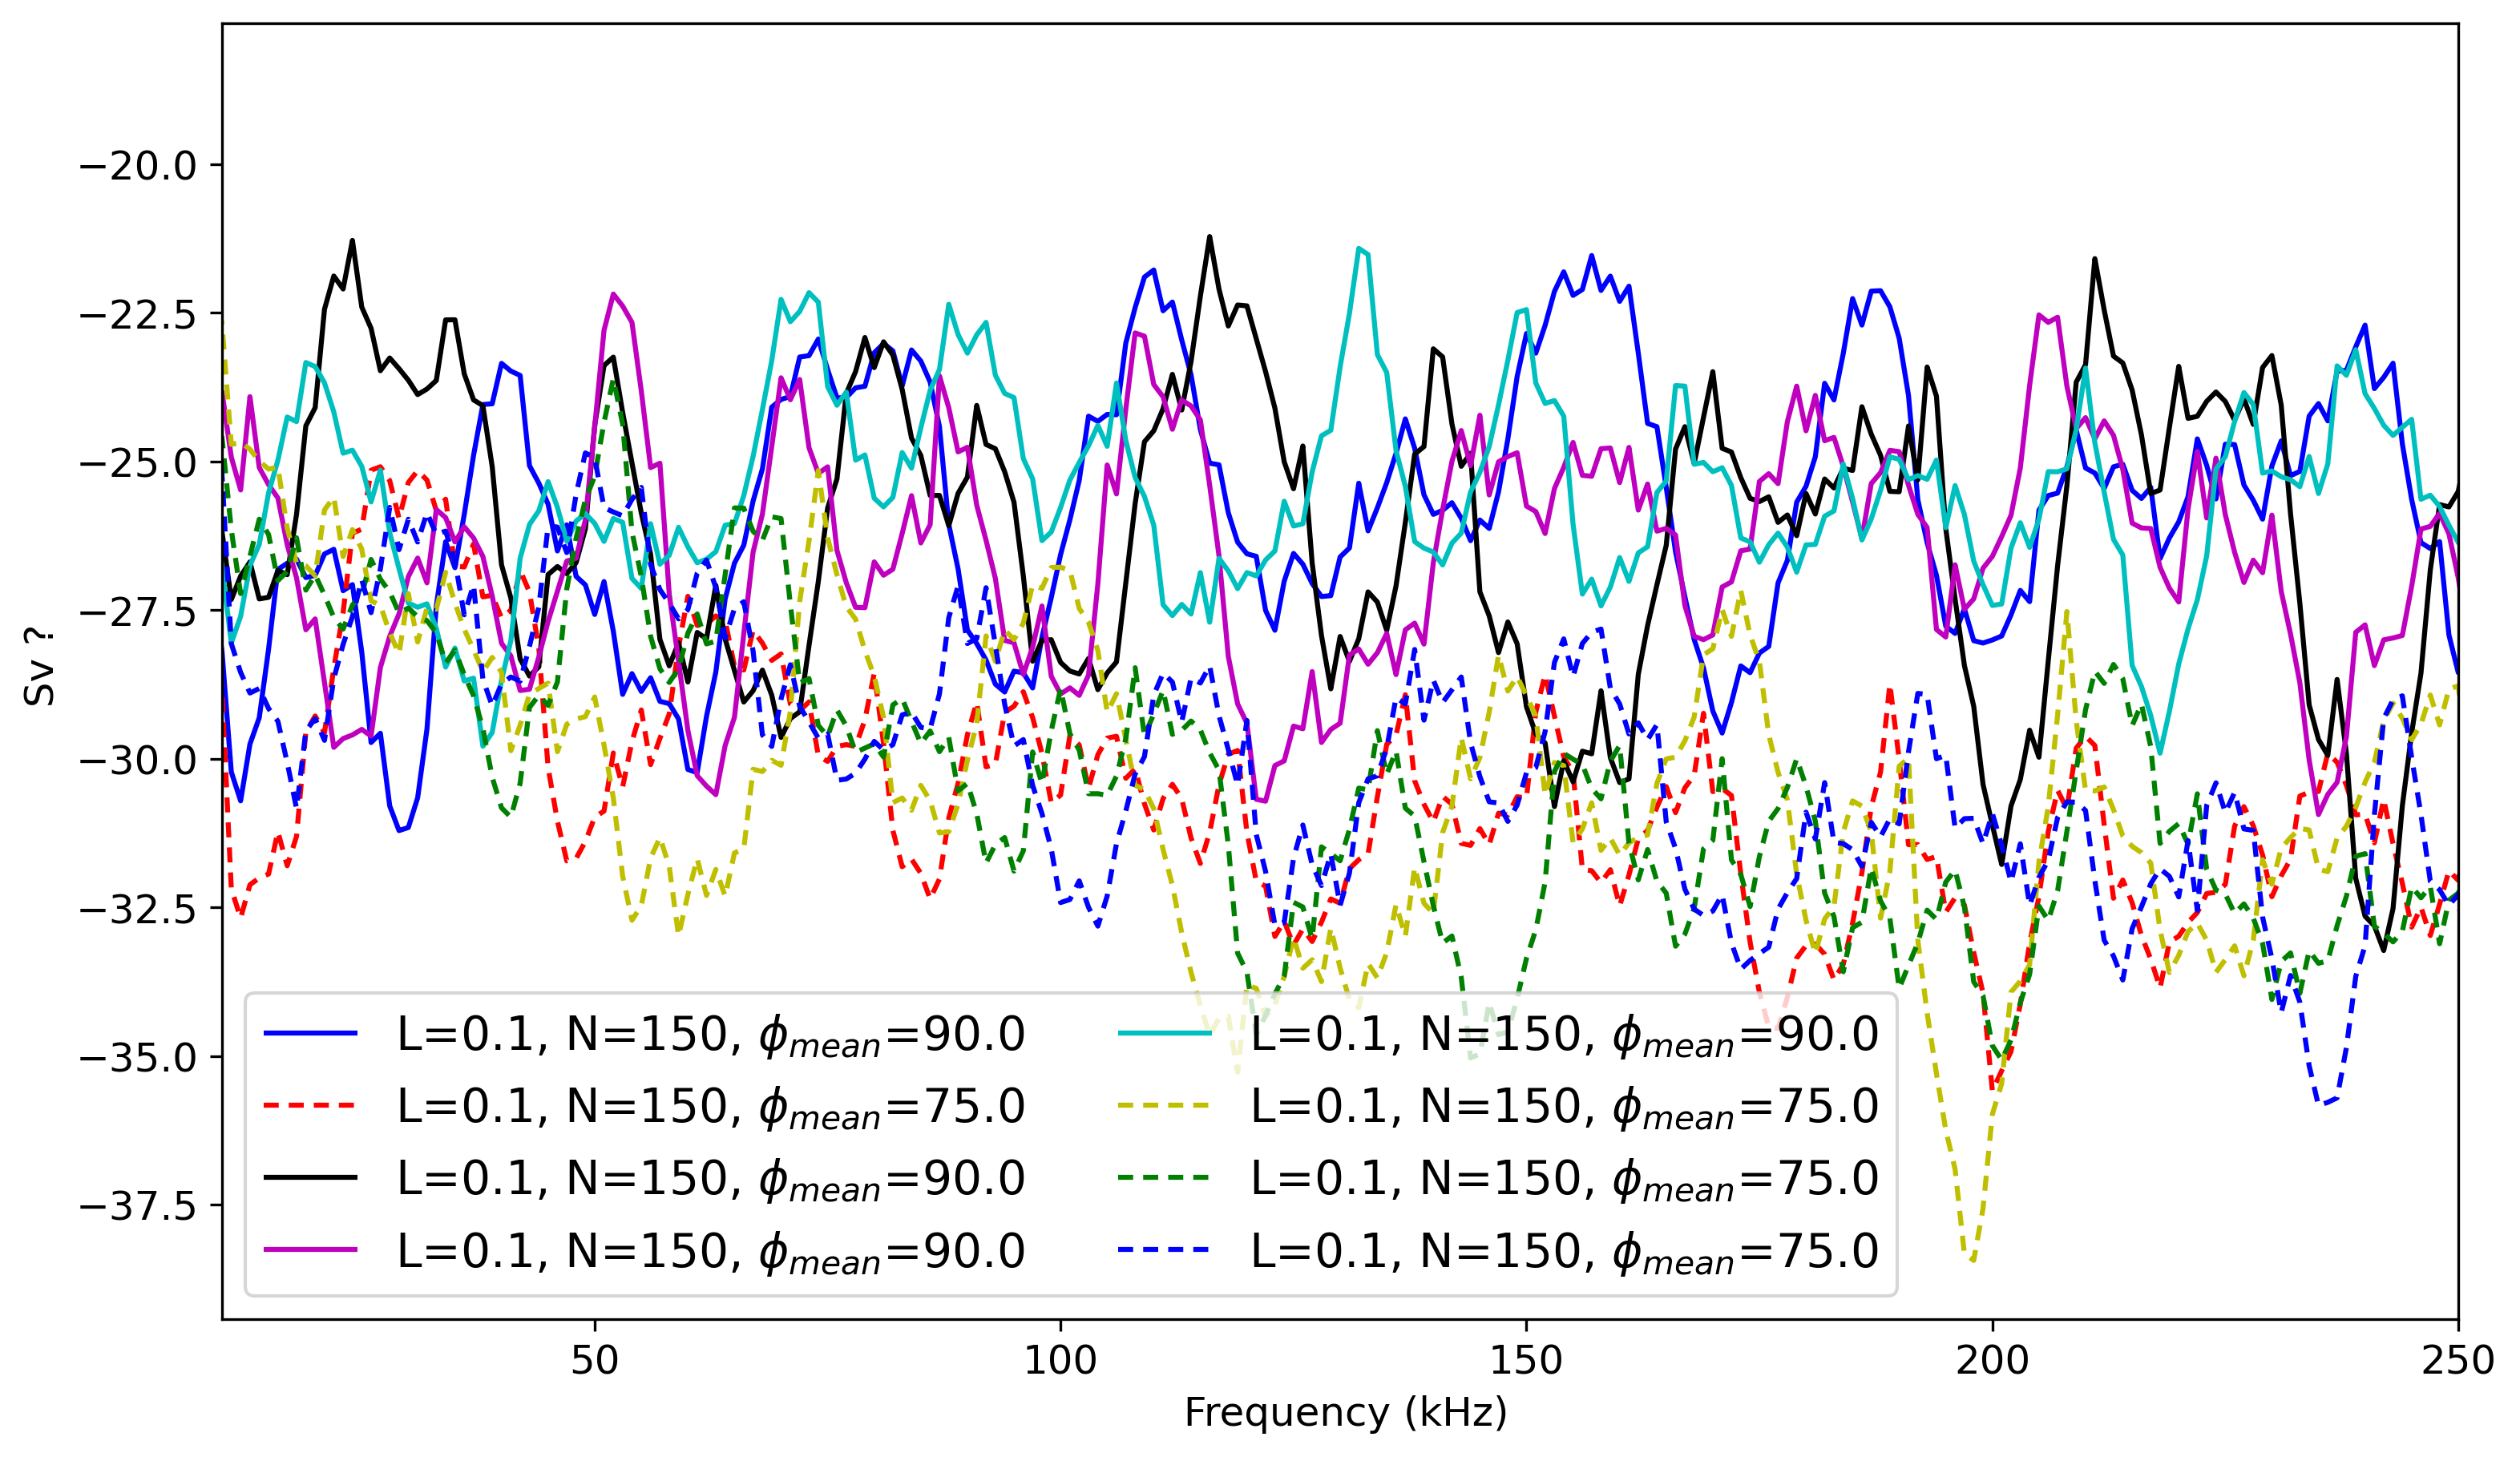 −20.0
−22.5
−25.0
−27.5
−30.0
−32.5
−35.0
−37.5
Sv ?
L=0.1, N=150, ϕmean=90.0
L=0.1, N=150, ϕmean=75.0
L=0.1, N=150, ϕmean=90.0
L=0.1, N=150, ϕmean=90.0
L=0.1, N=150, ϕmean=90.0
L=0.1, N=150, ϕmean=75.0
L=0.1, N=150, ϕmean=75.0
L=0.1, N=150, ϕmean=75.0
50 100 150 200 250
Frequency (kHz)